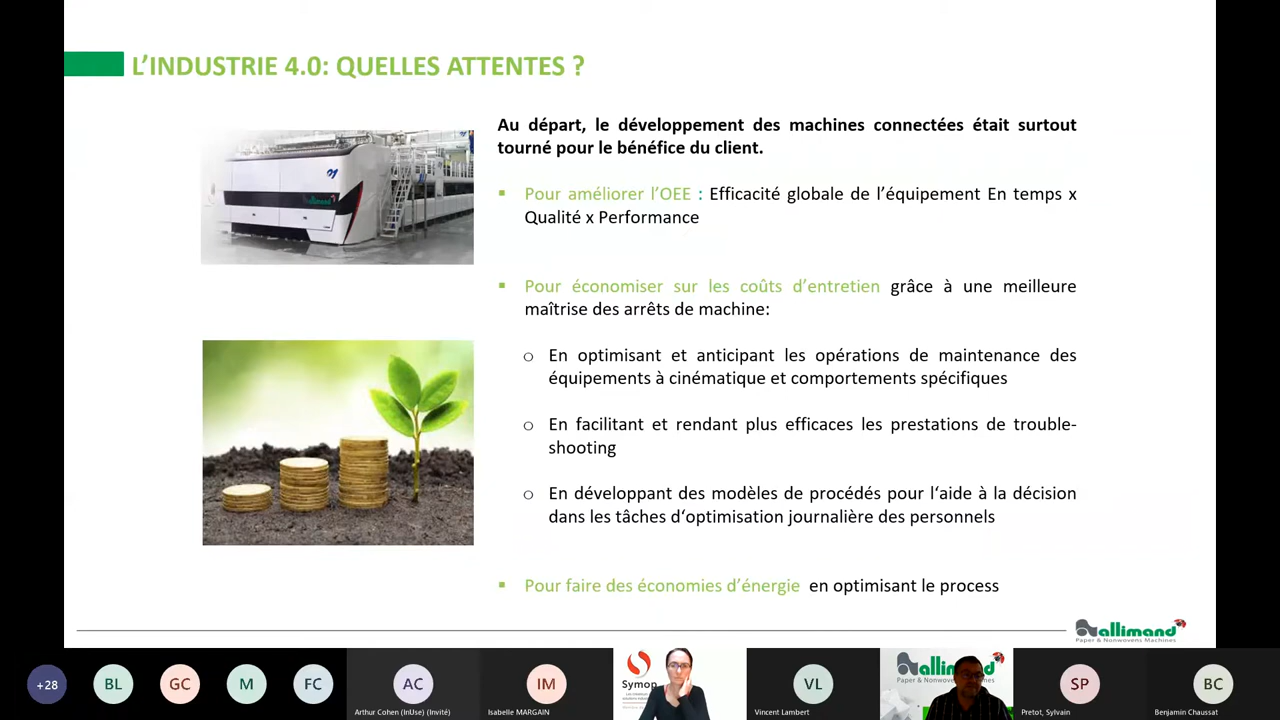 L'INDUSTRIE 4.0: QUELLES ATTENTES ?
Au départ, le développement des machines connectées était surtout
tourné pour le bénéfice du client.
Pour améliorer l'OEE : Efficacité globale de l'équipement En temps x
Qualité x Performance
Pour économiser sur les coûts d'entretien grâce à une meilleure
maîtrise des arrêts de machine:
En optimisant et anticipant les opérations de maintenance des
équipements à cinématique et comportements spécifiques
En facilitant et rendant plus efficaces les prestations de trouble-
shooting
En développant des modèles de procédés pour l'aide à la décision
dans les tâches d'optimisation journalière des personnels
Pour faire des économies d'énergie en optimisant le process
allimand
Paper & Nonwovens Machines
+28
BL
GC
M
FC
AC
Arthur Cohen (InUse) (Invité)
IM
Isabelle MARGAIN
Symop
VL
Vincent Lambert
allimand
SP
Pretot, Sylvain
BC
Benjamin Chaussat